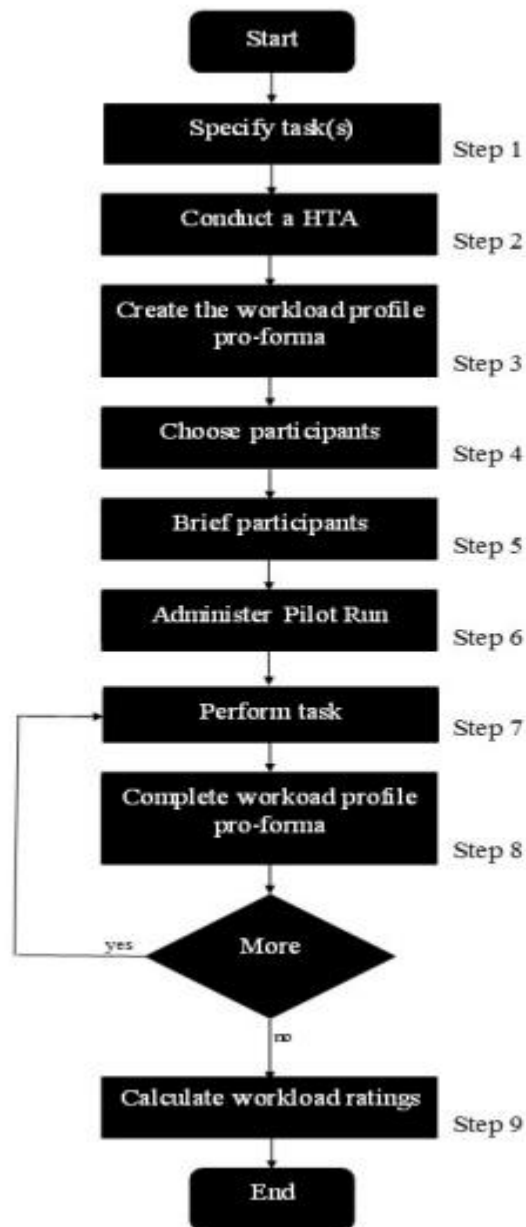 Start
Specify task(s)
Step 1
Conduct a HTA
Step 2
Create the workload profile
pro-forma
Step 3
Choose participants
Step 4
Brief participants
Step 5
Administer Pilot Run
Step 6
Perform task
Step 7
Complete workoad profile
pro-forma
Step 8
More
yes
no
Calculate workload ratings
Step 9
End